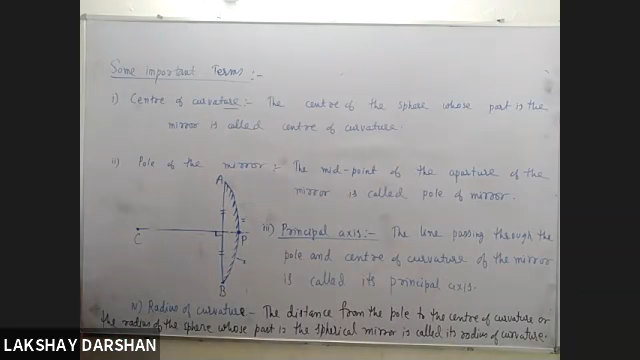 Some important Terms :-
i) Centre of curvature :- The centre of the sphere whose part is the
mirror is called centre of curvature.
ii) Pole of the mirror :- The mid-point of the aparture of the
mirror is called pole of mirror.
A
C
P
B
iii) Principal axis :- The line passing through the
pole and centre of curvature of the mirror
is called its principal axis.
iv) Radius of curvature - The distance from the pole to the centre of curvature or
the radius of the sphere whose part is the spherical mirror is called its radius of curvature.
LAKSHAY DARSHAN